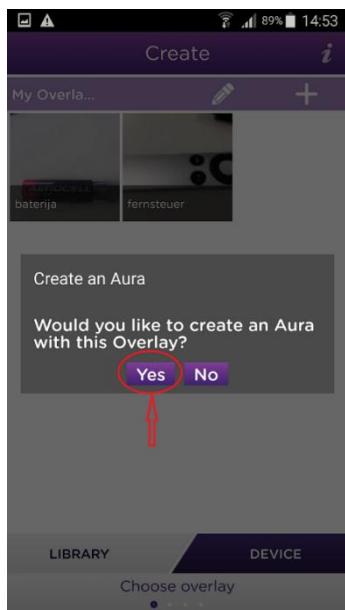 89% 14:53
Create i
My Overla...
AEROCELL
baterija fernsteuer
Create an Aura
Would you like to create an Aura
with this Overlay?
Yes No
LIBRARY DEVICE
Choose overlay